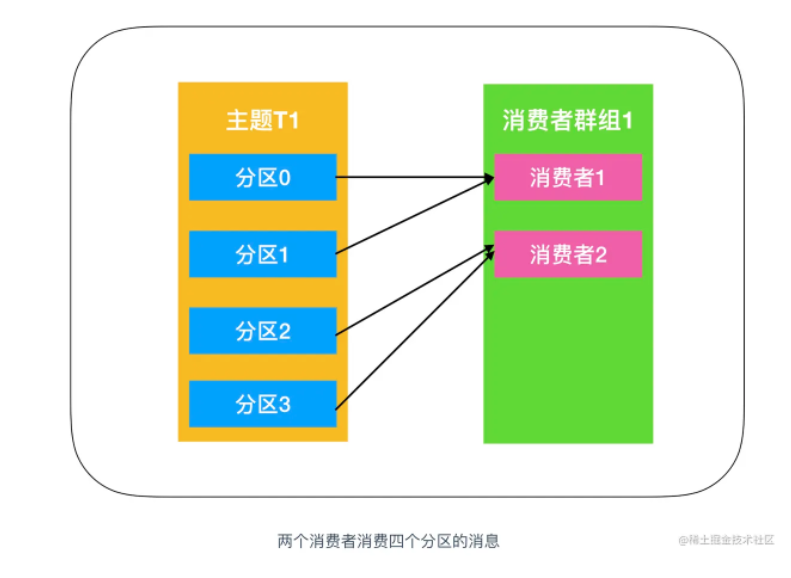 主题T1
分区0
分区1
分区2
分区3
消费者群组1
消费者1
消费者2
两个消费者消费四个分区的消息
@稀土掘金技术社区